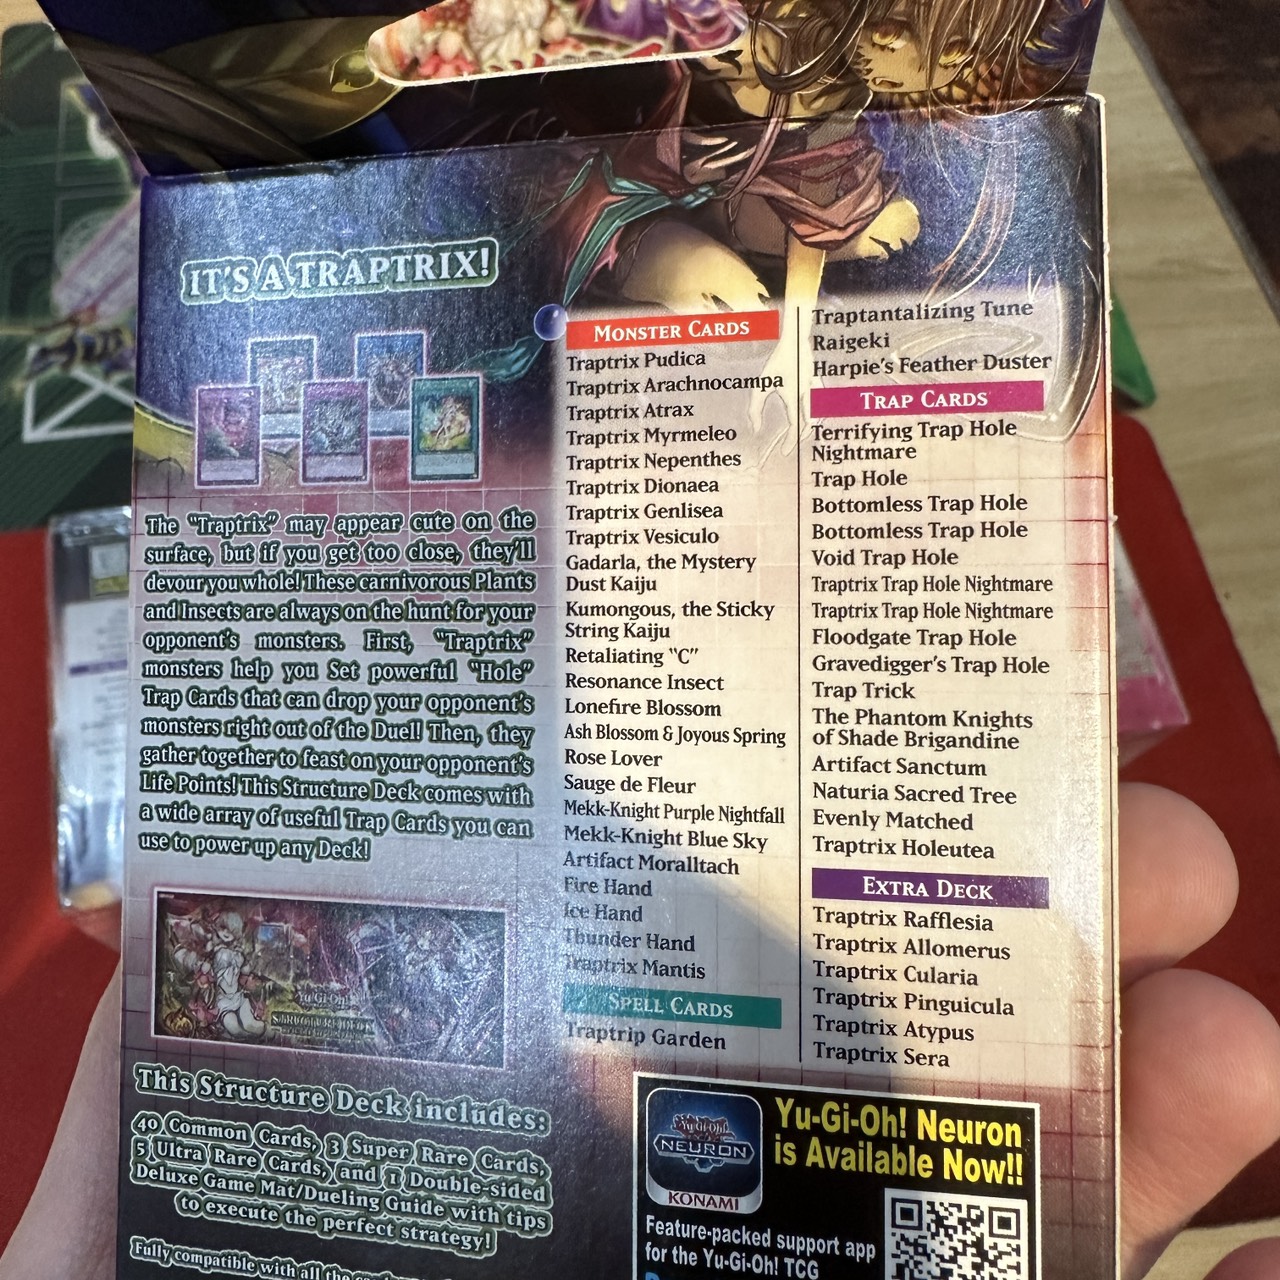 IT'S A TRAPTRIX!
The "Traptrix" may appear cute on the
surface, but if you get too close, they'll
devour you whole! These carnivorous Plants
and Insects are always on the hunt for your
opponent's monsters. First, "Traptrix"
monsters help you Set powerful "Hole"
Trap Cards that can drop your opponent's
monsters right out of the Duel! Then, they
gather together to feast on your opponent's
Life Points! This Structure Deck comes with
a wide array of useful Trap Cards you can
use to power up any Deck!
Yu-Gi-Oh!
STRUCTURE DECK
This Structure Deck includes:
40 Common Cards, 3 Super Rare Cards,
5 Ultra Rare Cards, and 1 Double-sided
Deluxe Game Mat/Dueling Guide with tips
to execute the perfect strategy!
Fully compatible with all the
MONSTER CARDS
Traptrix Pudica
Traptrix Arachnocampa
Traptrix Atrax
Traptrix Myrmeleo
Traptrix Nepenthes
Traptrix Dionaea
Traptrix Genlisea
Traptrix Vesiculo
Gadarla, the Mystery
Dust Kaiju
Kumongous, the Sticky
String Kaiju
Retaliating "C"
Resonance Insect
Lonefire Blossom
Ash Blossom & Joyous Spring
Rose Lover
Sauge de Fleur
Mekk-Knight Purple Nightfall
Mekk-Knight Blue Sky
Artifact Moralltach
Fire Hand
Ice Hand
Thunder Hand
Traptrix Mantis
SPELL CARDS
Traptrip Garden
Traptantalizing Tune
Raigeki
Harpie's Feather Duster
TRAP CARDS
Terrifying Trap Hole
Nightmare
Trap Hole
Bottomless Trap Hole
Bottomless Trap Hole
Void Trap Hole
Traptrix Trap Hole Nightmare
Traptrix Trap Hole Nightmare
Floodgate Trap Hole
Gravedigger's Trap Hole
Trap Trick
The Phantom Knights
of Shade Brigandine
Artifact Sanctum
Naturia Sacred Tree
Evenly Matched
Traptrix Holeutea
EXTRA DECK
Traptrix Rafflesia
Traptrix Allomerus
Traptrix Cularia
Traptrix Pinguicula
Traptrix Atypus
Traptrix Sera
Yu-Gi-Oh!
NEURON
KONAMI
Yu-Gi-Oh! Neuron
is Available Now!!
Feature-packed support app
for the Yu-Gi-Oh! TCG